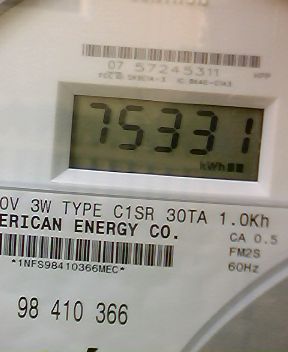 07 57245311
75331
kWh
0V 3W TYPE C1SR 30TA 1.0Kh
ERICAN ENERGY CO.
CA 0.5
FM2S
60Hz
*1NFS98410366MEC*
98 410 366